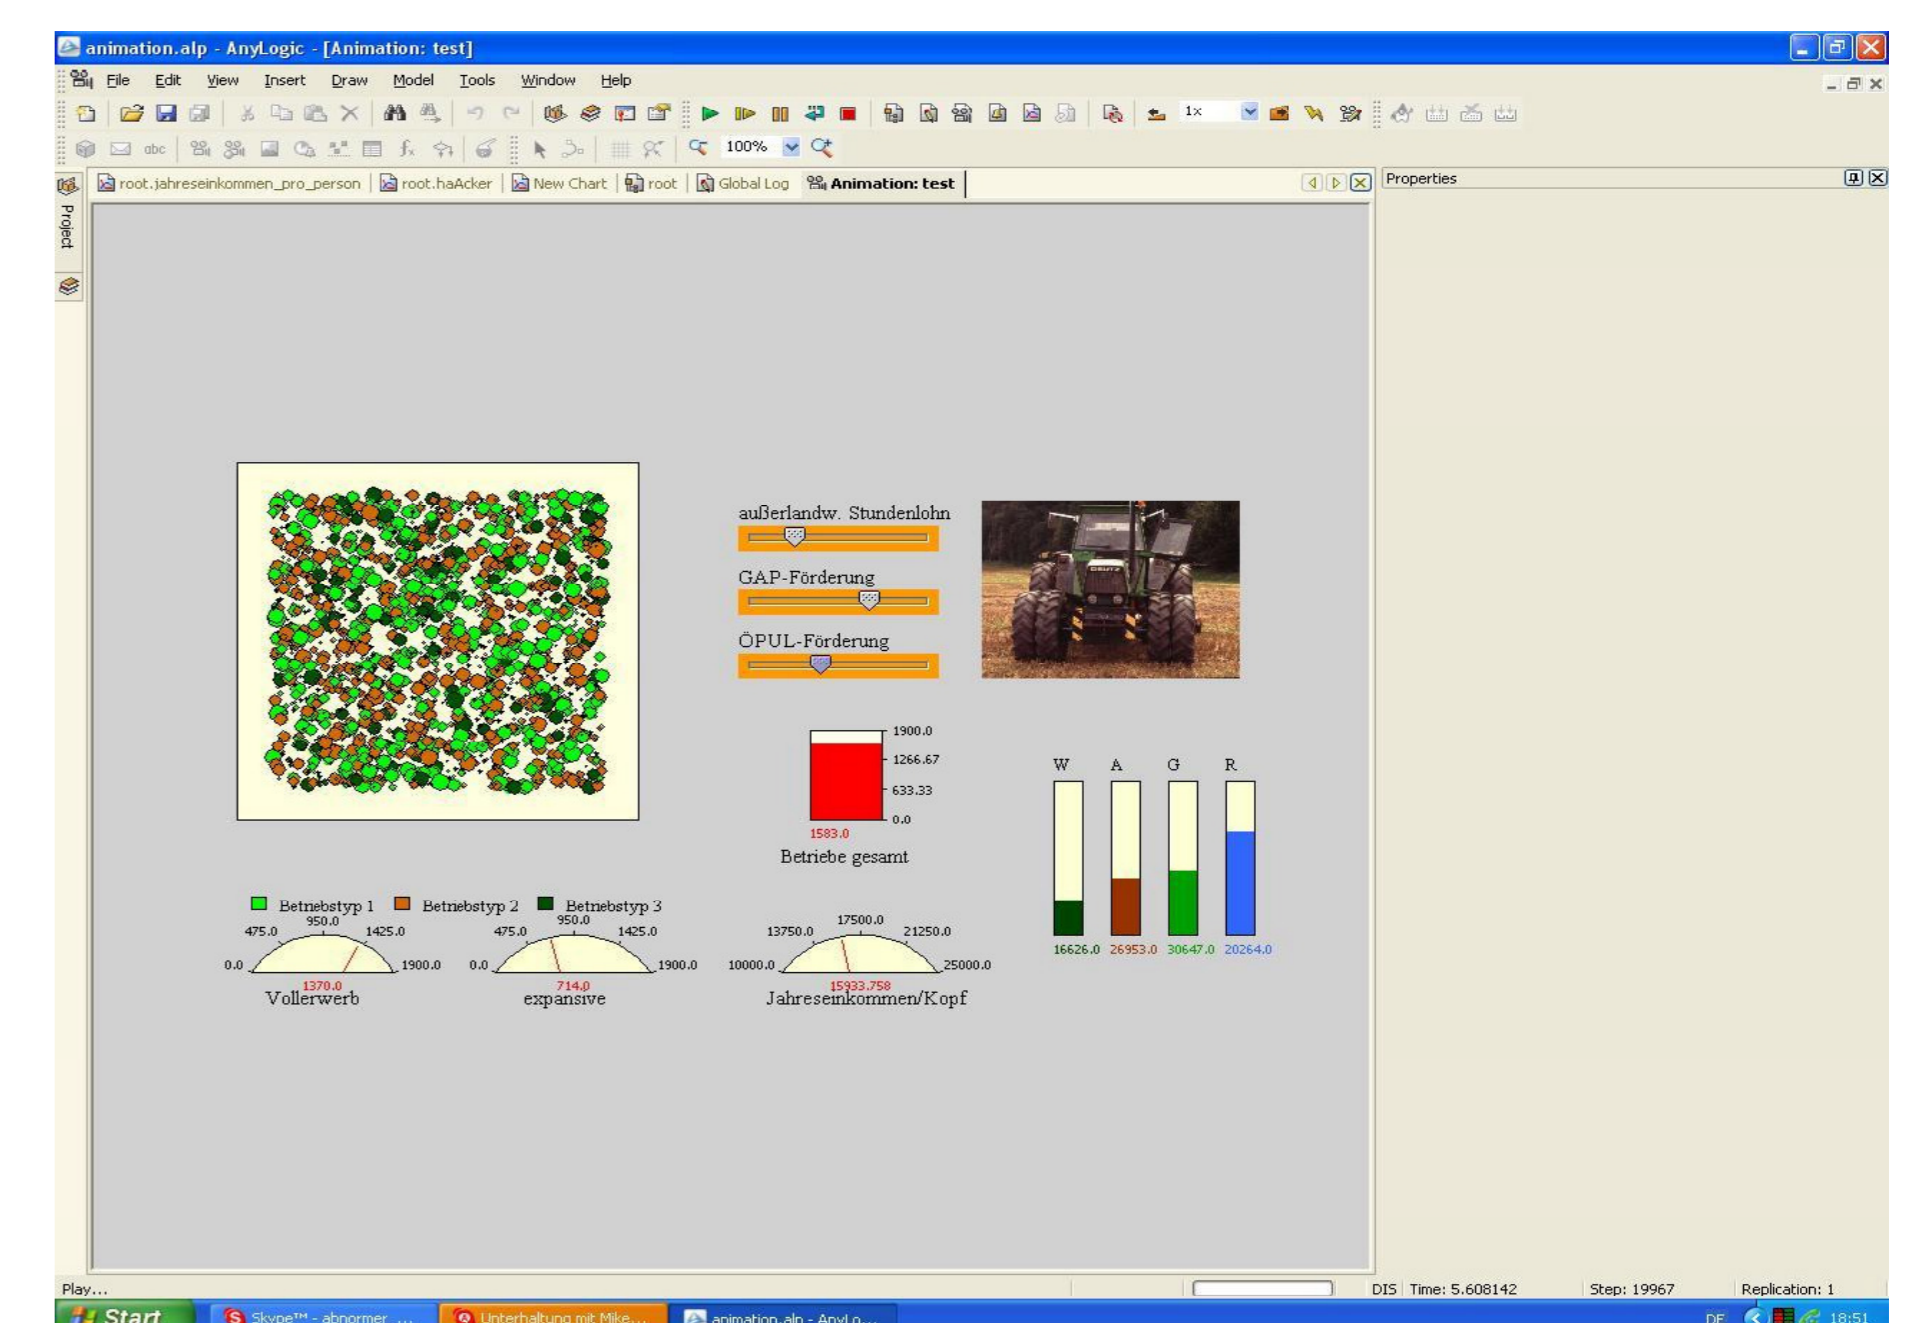 animation.alp - AnyLogic - [Animation: test]
File Edit View Insert Draw Model Tools Window Help
1x
abc 100%
root.jahreseinkommen_pro_person root.haAcker New Chart root Global Log Animation: test
Properties
Project
außerlandw. Stundenlohn
GAP-Förderung
ÖPUL-Förderung
DEUTZ
1900.0
1266.67
633.33
0.0
1583.0
Betriebe gesamt
W A G R
16626.0 26953.0 30647.0 20264.0
Betriebstyp 1 Betriebstyp 2 Betriebstyp 3
0.0 475.0 950.0 1425.0 1900.0
1370.0
Vollerwerb
0.0 475.0 950.0 1425.0 1900.0
714.0
expansive
10000.0 13750.0 17500.0 21250.0 25000.0
15933.758
Jahreseinkommen/Kopf
Play...
DIS Time: 5.608142 Step: 19967 Replication: 1
Start Skype™ - abnormer ... Unterhaltung mit Mike... animation.alp - AnyLo... DE 18:51